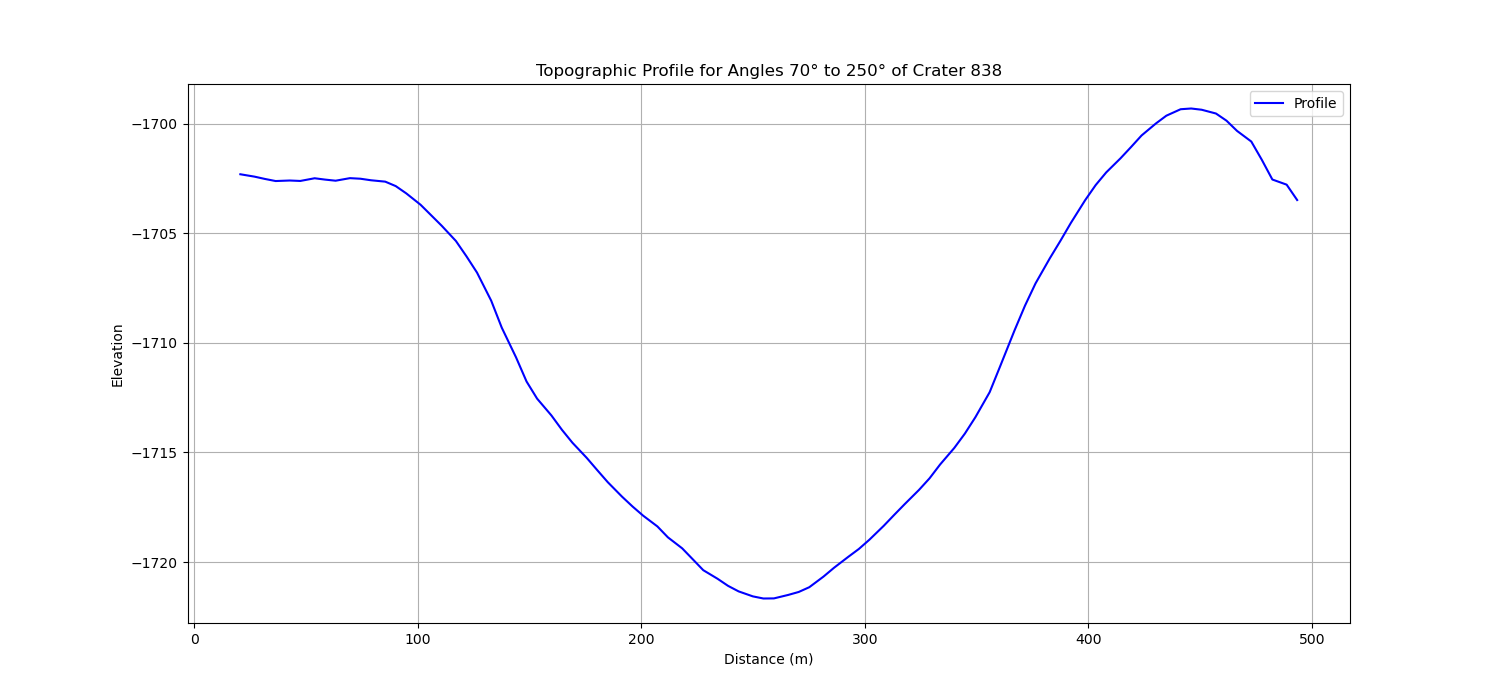 Topographic Profile for Angles 70° to 250° of Crater 838
Profile
−1700
−1705
−1710
−1715
−1720
Elevation
0
100
200
300
400
500
Distance (m)